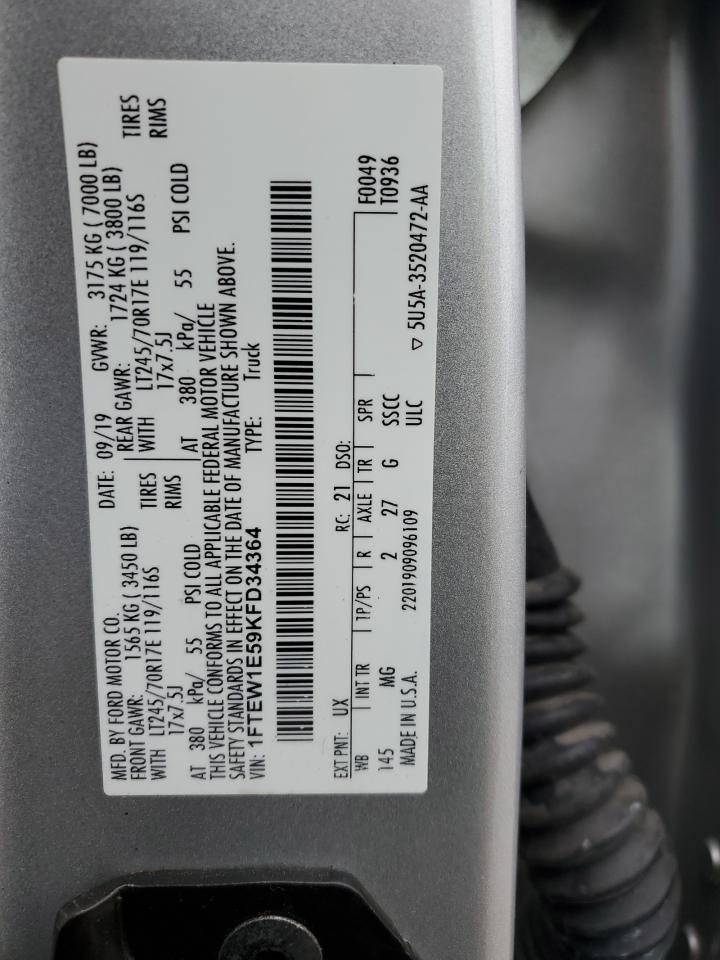 MFD. BY FORD MOTOR CO. DATE: 09/19 GVWR: 3175 KG ( 7000 LB)
FRONT GAWR: 1565 KG ( 3450 LB) REAR GAWR: 1724 KG ( 3800 LB)
WITH LT245/70R17E 119/116S TIRES WITH LT245/70R17E 119/116S TIRES
17x7.5J RIMS 17x7.5J RIMS
AT 380 kPa/ 55 PSI COLD AT 380 kPa/ 55 PSI COLD
THIS VEHICLE CONFORMS TO ALL APPLICABLE FEDERAL MOTOR VEHICLE
SAFETY STANDARDS IN EFFECT ON THE DATE OF MANUFACTURE SHOWN ABOVE.
VIN: 1FTEW1E59KFD34364 TYPE: Truck
EXT PNT: UX RC: 21 DSO:
WB INT TR TP/PS R AXLE TR SPR F0049
145 MG 2 27 G SSCC T0936
MADE IN U.S.A. 2201909096109 ULC ▽ 5U5A-3520472-AA